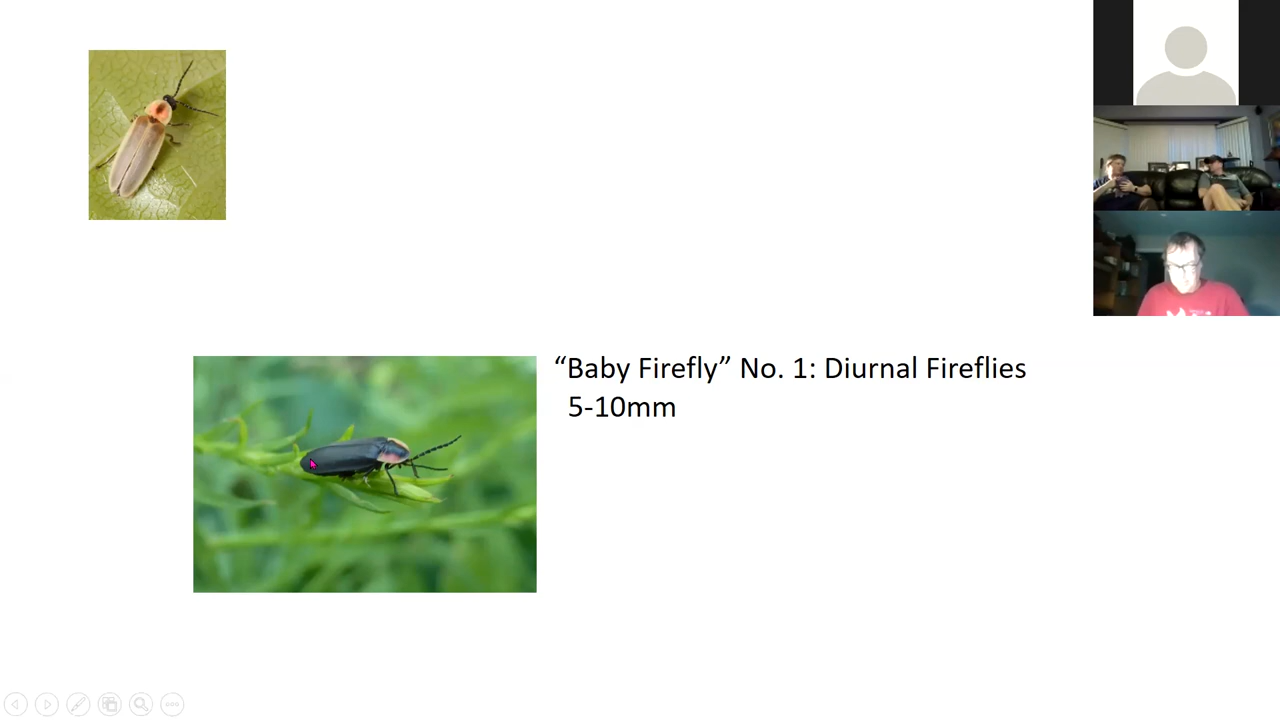 “Baby Firefly” No. 1: Diurnal Fireflies
5-10mm